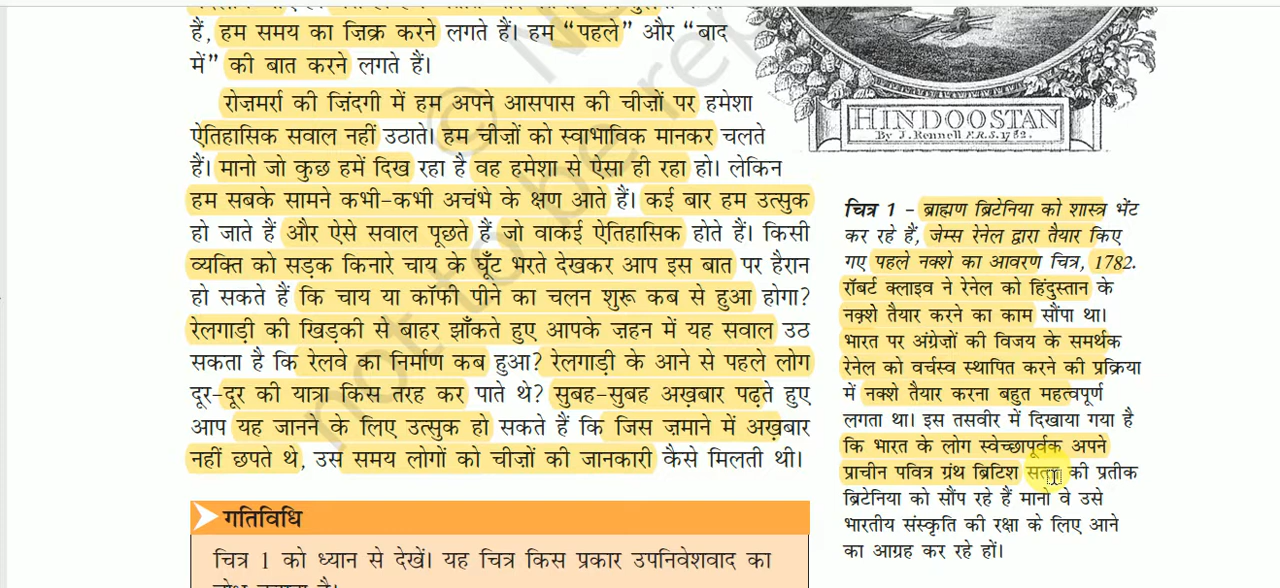 हैं, हम समय का ज़िक्र करने लगते हैं। हम “पहले” और “बाद
में” की बात करने लगते हैं।
रोज़मर्रा की ज़िंदगी में हम अपने आसपास की चीज़ों पर हमेशा
ऐतिहासिक सवाल नहीं उठाते। हम चीज़ों को स्वाभाविक मानकर चलते
हैं। मानो जो कुछ हमें दिख रहा है वह हमेशा से ऐसा ही रहा हो। लेकिन
हम सबके सामने कभी-कभी अचंभे के क्षण आते हैं। कई बार हम उत्सुक
हो जाते हैं और ऐसे सवाल पूछते हैं जो वाकई ऐतिहासिक होते हैं। किसी
व्यक्ति को सड़क किनारे चाय के घूँट भरते देखकर आप इस बात पर हैरान
हो सकते हैं कि चाय या कॉफी पीने का चलन शुरू कब से हुआ होगा?
रेलगाड़ी की खिड़की से बाहर झाँकते हुए आपके ज़हन में यह सवाल उठ
सकता है कि रेलवे का निर्माण कब हुआ? रेलगाड़ी के आने से पहले लोग
दूर-दूर की यात्रा किस तरह कर पाते थे? सुबह-सुबह अख़बार पढ़ते हुए
आप यह जानने के लिए उत्सुक हो सकते हैं कि जिस ज़माने में अख़बार
नहीं छपते थे, उस समय लोगों को चीज़ों की जानकारी कैसे मिलती थी।
गतिविधि
चित्र 1 को ध्यान से देखें। यह चित्र किस प्रकार उपनिवेशवाद का
HINDOOSTAN
By J. Rennell F.R.S. 1782.
चित्र 1 – ब्राह्मण ब्रिटेनिया को शास्त्र भेंट
कर रहे हैं, जेम्स रेनेल द्वारा तैयार किए
गए पहले नक्शे का आवरण चित्र, 1782.
रॉबर्ट क्लाइव ने रेनेल को हिंदुस्तान के
नक़्शे तैयार करने का काम सौंपा था।
भारत पर अंग्रेज़ों की विजय के समर्थक
रेनेल को वर्चस्व स्थापित करने की प्रक्रिया
में नक्शे तैयार करना बहुत महत्वपूर्ण
लगता था। इस तसवीर में दिखाया गया है
कि भारत के लोग स्वेच्छापूर्वक अपने
प्राचीन पवित्र ग्रंथ ब्रिटिश सत्ता की प्रतीक
ब्रिटेनिया को सौंप रहे हैं मानो वे उसे
भारतीय संस्कृति की रक्षा के लिए आने
का आग्रह कर रहे हों।